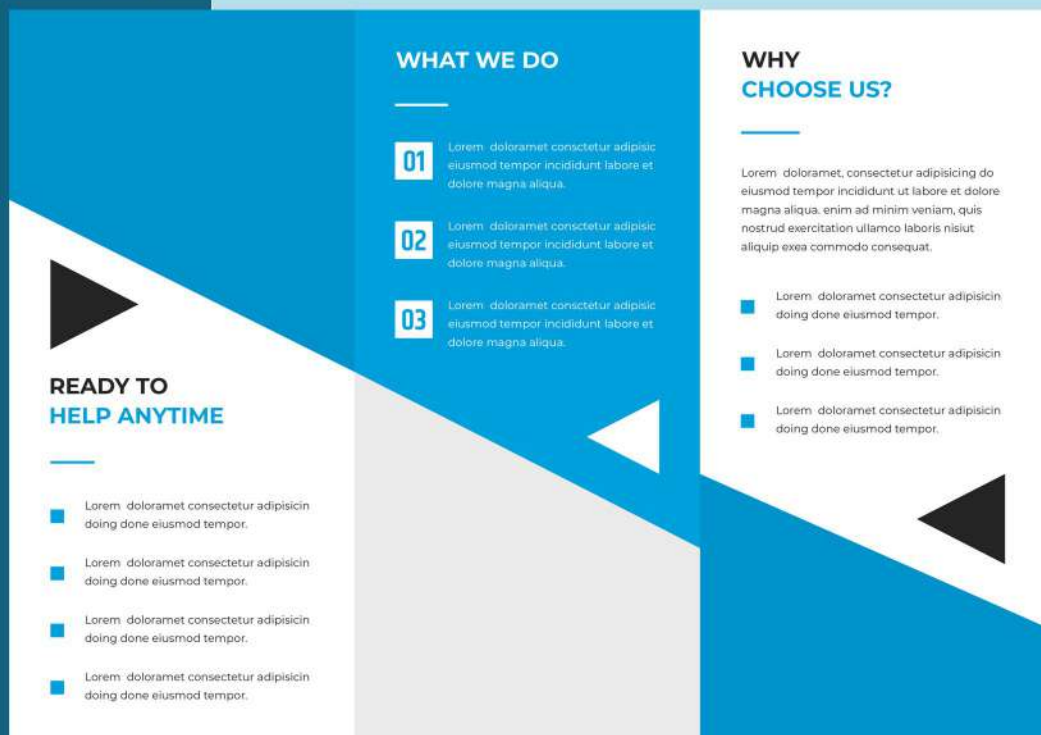 READY TO
HELP ANYTIME
Lorem doloramet consectetur adipisicin
doing done eiusmod tempor.
Lorem doloramet consectetur adipisicin
doing done eiusmod tempor.
Lorem doloramet consectetur adipisicin
doing done eiusmod tempor.
Lorem doloramet consectetur adipisicin
doing done eiusmod tempor.
WHAT WE DO
01
Lorem doloramet consctetur adipisic
eiusmod tempor incididunt labore et
dolore magna aliqua.
02
Lorem doloramet consctetur adipisic
eiusmod tempor incididunt labore et
dolore magna aliqua.
03
Lorem doloramet consctetur adipisic
eiusmod tempor incididunt labore et
dolore magna aliqua.
WHY
CHOOSE US?
Lorem doloramet, consectetur adipisicing do
eiusmod tempor incididunt ut labore et dolore
magna aliqua. enim ad minim veniam, quis
nostrud exercitation ullamco laboris nisiut
aliquip exea commodo consequat.
Lorem doloramet consectetur adipisicin
doing done eiusmod tempor.
Lorem doloramet consectetur adipisicin
doing done eiusmod tempor.
Lorem doloramet consectetur adipisicin
doing done eiusmod tempor.